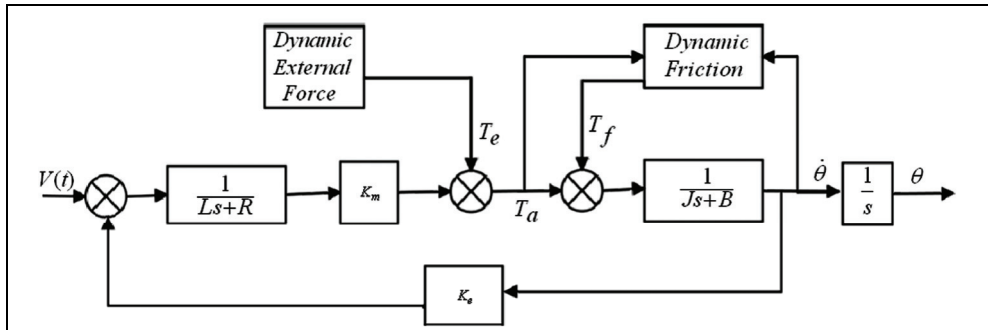 Dynamic
External
Force
Dynamic
Friction
T_e
T_f
V(t)
1
Ls+R
K_m
T_a
1
Js+B
θ̇
1
s
θ
K_e